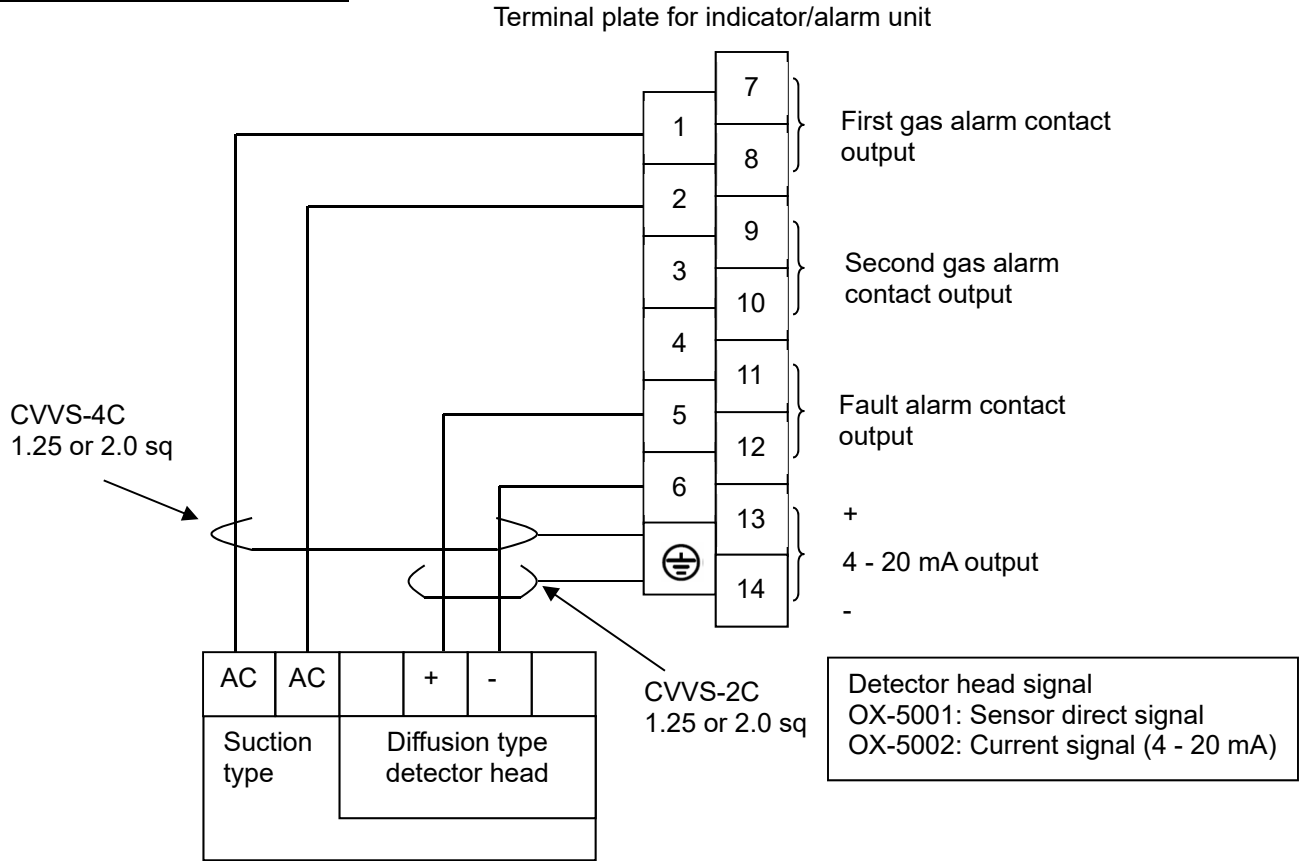 Terminal plate for indicator/alarm unit
1
2
3
4
5
6
7
8
9
10
11
12
13
14
First gas alarm contact
output
Second gas alarm
contact output
Fault alarm contact
output
+
4 - 20 mA output
-
CVVS-4C
1.25 or 2.0 sq
CVVS-2C
1.25 or 2.0 sq
AC
AC
+
-
Suction
type
Diffusion type
detector head
Detector head signal
OX-5001: Sensor direct signal
OX-5002: Current signal (4 - 20 mA)